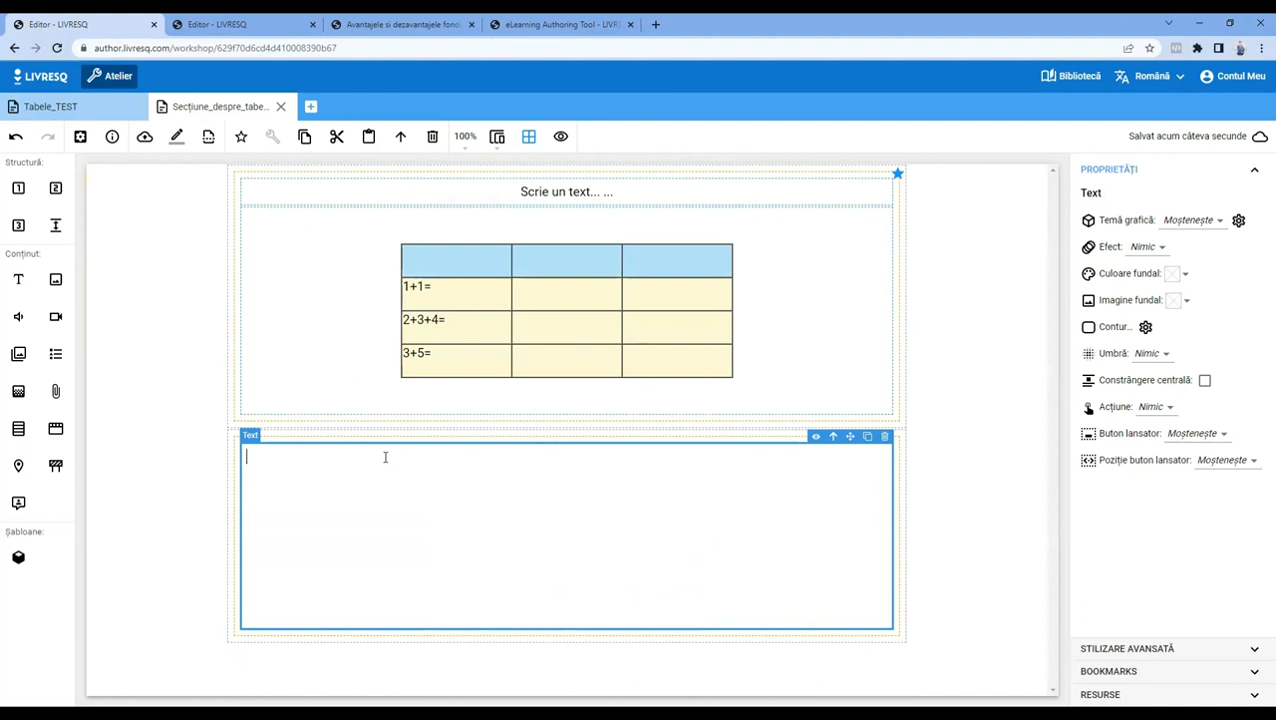 Editor - LIVRESQ
Editor - LIVRESQ
Avantajele si dezavantajele fond
eLearning Authoring Tool - LIVR
author.livresq.com/workshop/629f70d6cd4d410008390b67
LIVRESQ
Atelier
Bibliotecă
Română
Contul Meu
Tabele_TEST
Secțiune_despre_tabe...
100%
Salvat acum câteva secunde
Structură:
1
2
3
Conținut:
Șabloane:
Scrie un text... ...
1+1=
2+3+4=
3+5=
Text
PROPRIETĂȚI
Text
Temă grafică: Moștenește
Efect: Nimic
Culoare fundal:
Imagine fundal:
Contur...
Umbră: Nimic
Constrângere centrală:
Acțiune: Nimic
Buton lansator: Moștenește
Poziție buton lansator: Moștenește
STILIZARE AVANSATĂ
BOOKMARKS
RESURSE